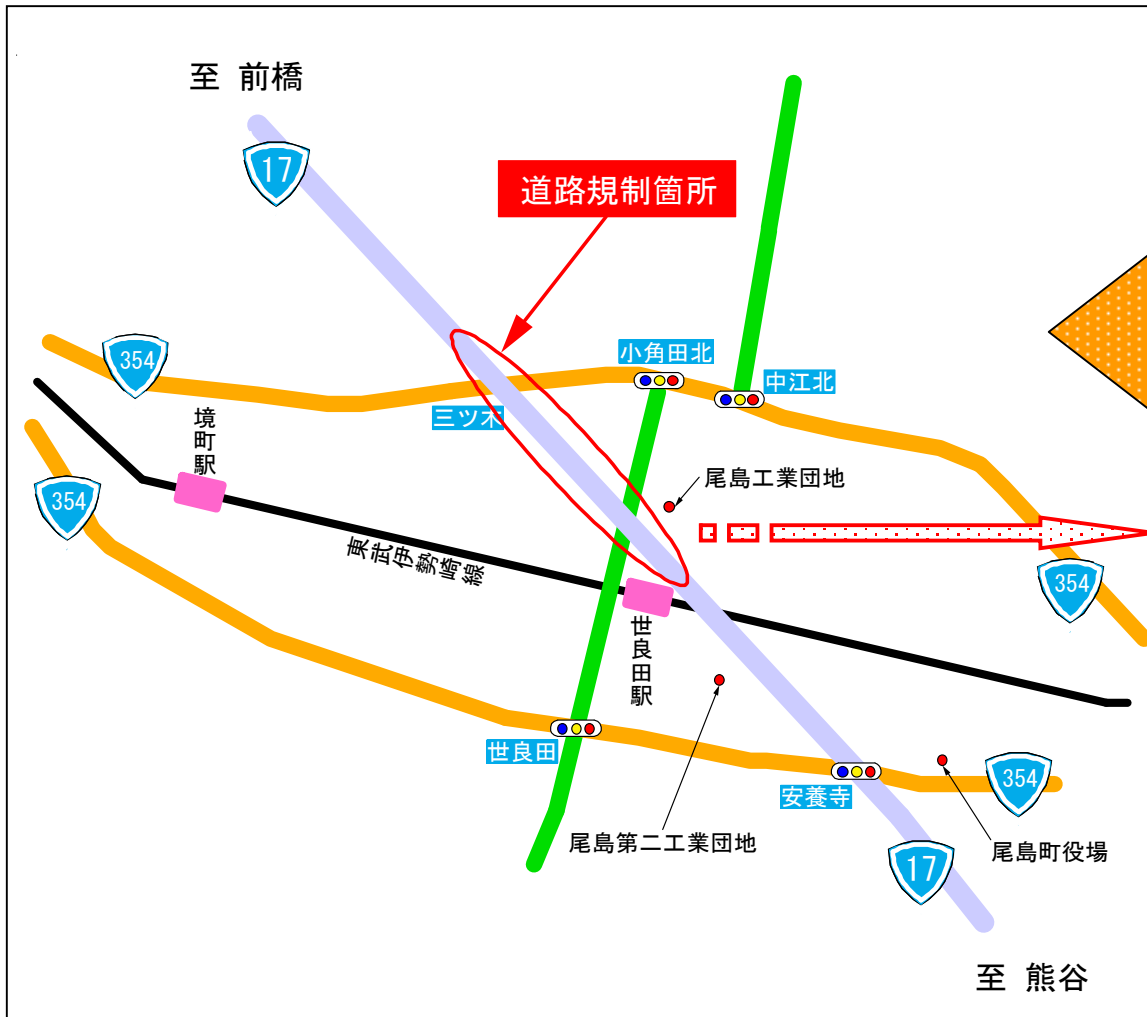 至 前橋
17
道路規制箇所
小角田北
354
中江北
三ツ木
境町駅
尾島工業団地
354
東武伊勢崎線
354
世良田駅
世良田
354
安養寺
尾島第二工業団地
尾島町役場
17
至 熊谷